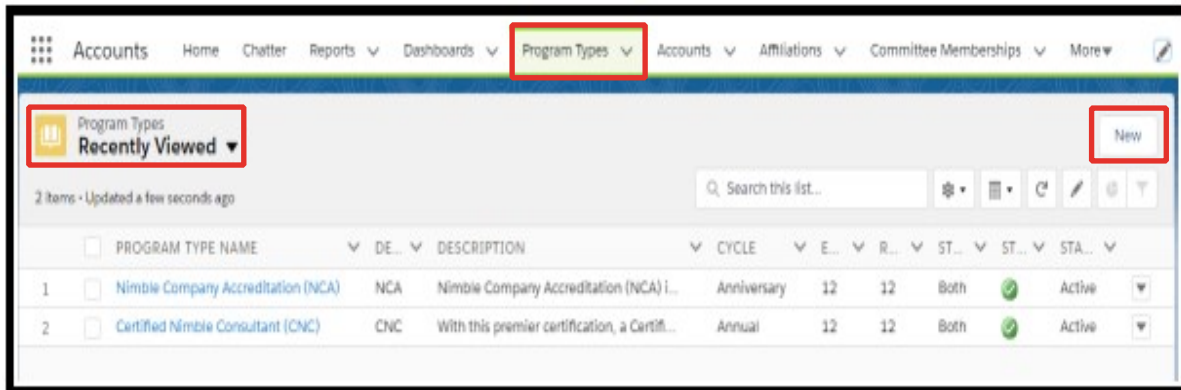 Accounts Home Chatter Reports Dashboards Program Types Accounts Affiliations Committee Memberships More
Program Types
Recently Viewed
New
2 items • Updated a few seconds ago
Search this list...
PROGRAM TYPE NAME DE... DESCRIPTION CYCLE E... R... ST... ST... STA...
1 Nimble Company Accreditation (NCA) NCA Nimble Company Accreditation (NCA) i... Anniversary 12 12 Both Active
2 Certified Nimble Consultant (CNC) CNC With this premier certification, a Certifi... Annual 12 12 Both Active